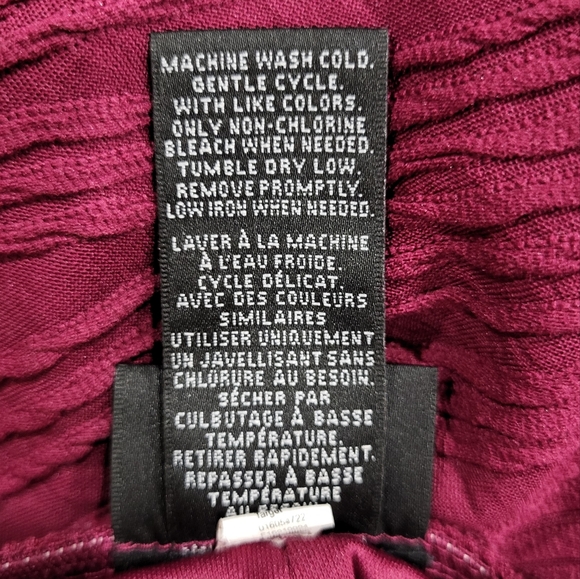 MACHINE WASH COLD.
GENTLE CYCLE.
WITH LIKE COLORS.
ONLY NON-CHLORINE
BLEACH WHEN NEEDED.
TUMBLE DRY LOW.
REMOVE PROMPTLY.
LOW IRON WHEN NEEDED.
LAVER À LA MACHINE
À L'EAU FROIDE.
CYCLE DÉLICAT.
AVEC DES COULEURS
SIMILAIRES
UTILISER UNIQUEMENT
UN JAVELLISANT SANS
CHLORURE AU BESOIN.
SÉCHER PAR
CULBUTAGE À BASSE
TEMPÉRATURE.
RETIRER RAPIDEMENT.
REPASSER À BASSE
TEMPÉRATURE
AU